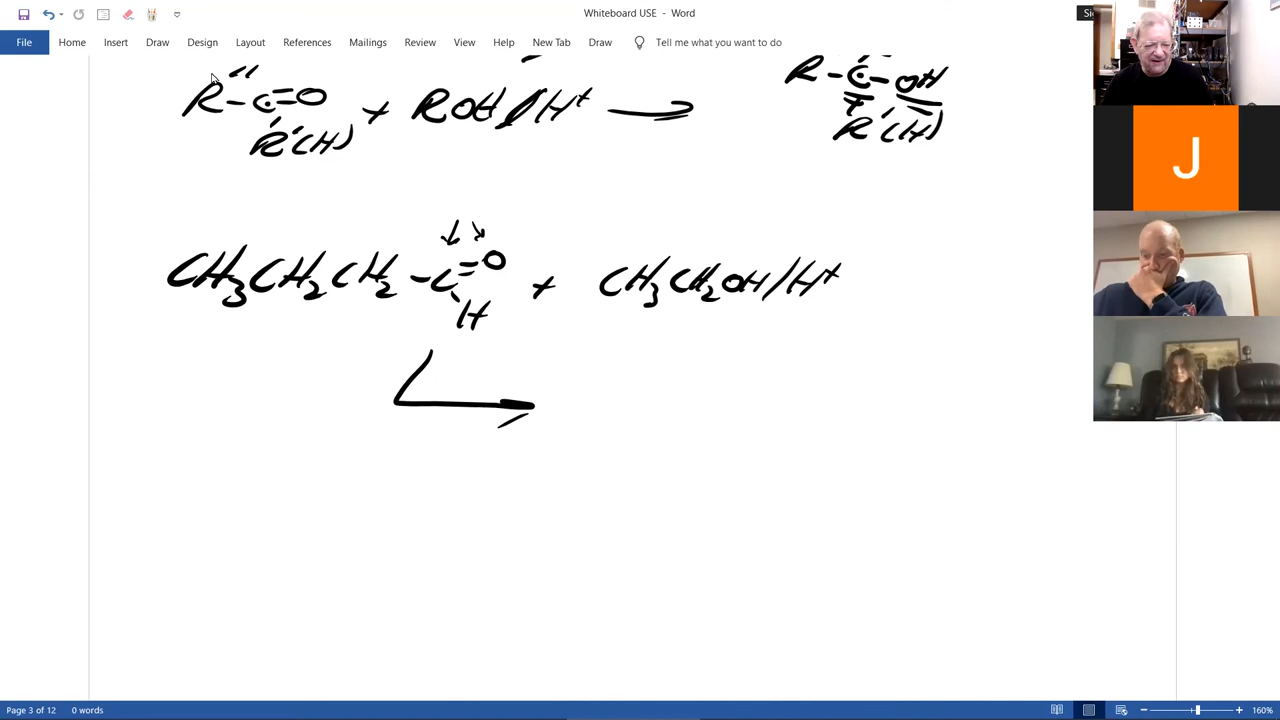 Whiteboard USE - Word
File Home Insert Draw Design Layout References Mailings Review View Help New Tab Draw Tell me what you want to do
R-C=O + ROH/H+ → R-C-OH
R'(H) R'(H)
CH3CH2CH2-C=O + CH3CH2OH/H+
H
J
Page 3 of 12 0 words 160%